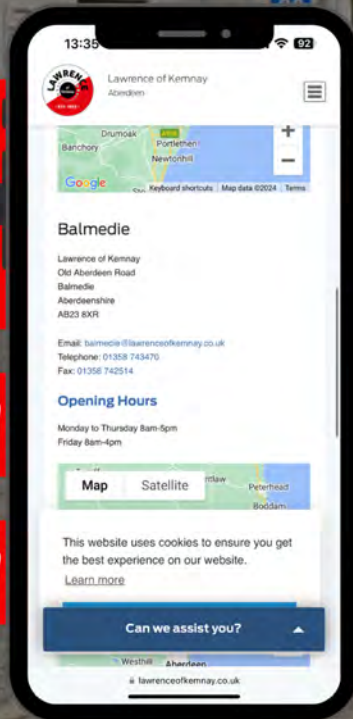 13:35
92
LAWRENCE
Lawrence of Kemnay
Aberdeen
Drumoak
Banchory
Portlethen
Newtonhill
+
−
Google
Keyboard shortcuts
Map data ©2024
Terms
Balmedie
Lawrence of Kemnay
Old Aberdeen Road
Balmedie
Aberdeenshire
AB23 8XR
Email: balmedie@lawrenceofkemnay.co.uk
Telephone: 01358 743470
Fax: 01358 742514
Opening Hours
Monday to Thursday 8am-5pm
Friday 8am-4pm
Map
Satellite
Peterhead
Boddam
This website uses cookies to ensure you get
the best experience on our website.
Learn more
Can we assist you?
Westhill
Aberdeen
lawrenceofkemnay.co.uk